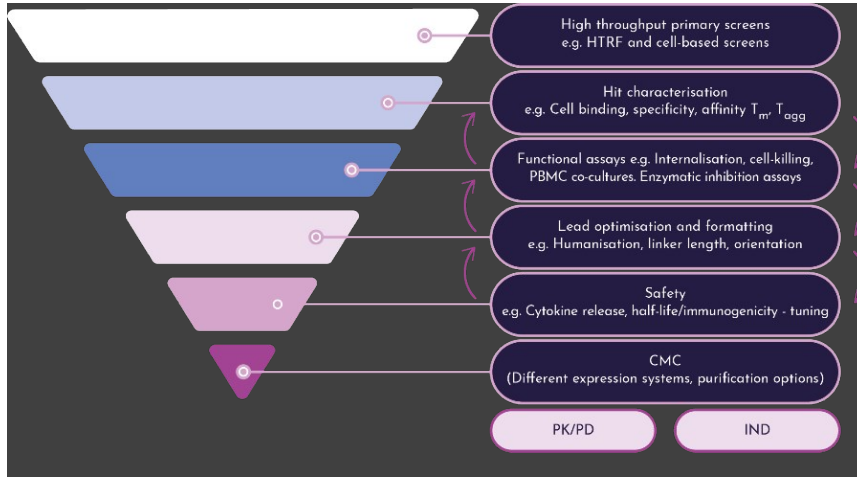 High throughput primary screens
e.g. HTRF and cell-based screens
Hit characterisation
e.g. Cell binding, specificity, affinity Tm, Tagg
Functional assays e.g. Internalisation, cell-killing,
PBMC co-cultures. Enzymatic inhibition assays
Lead optimisation and formatting
e.g. Humanisation, linker length, orientation
Safety
e.g. Cytokine release, half-life/immunogenicity - tuning
CMC
(Different expression systems, purification options)
PK/PD
IND